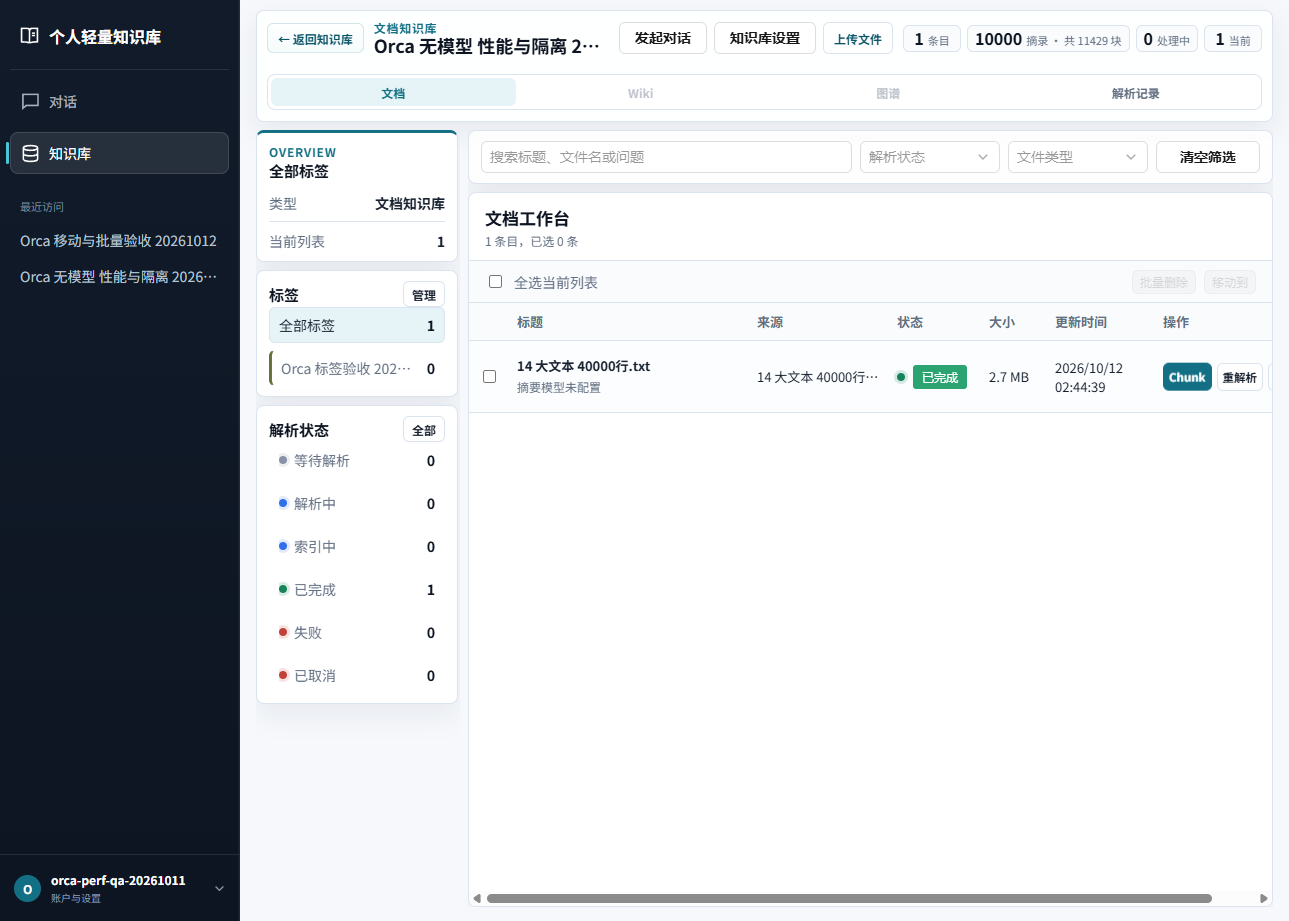 个人轻量知识库
对话
知识库
最近访问
Orca 移动与批量验收 20261012
Orca 无模型 性能与隔离 2026…
orca-perf-qa-20261011
账户与设置
O
← 返回知识库
文档知识库
Orca 无模型 性能与隔离 2…
发起对话
知识库设置
上传文件
1 条目
10000 摘录 · 共 11429 块
0 处理中
1 当前
文档
Wiki
图谱
解析记录
OVERVIEW
全部标签
类型 文档知识库
当前列表 1
标签 管理
全部标签 1
Orca 标签验收 202… 0
解析状态 全部
等待解析 0
解析中 0
索引中 0
已完成 1
失败 0
已取消 0
搜索标题、文件名或问题
解析状态
文件类型
清空筛选
文档工作台
1 条目，已选 0 条
全选当前列表
批量删除
移动到
标题 来源 状态 大小 更新时间 操作
14 大文本 40000行.txt
摘要模型未配置
14 大文本 40000行…
已完成
2.7 MB
2026/10/12
02:44:39
Chunk
重解析